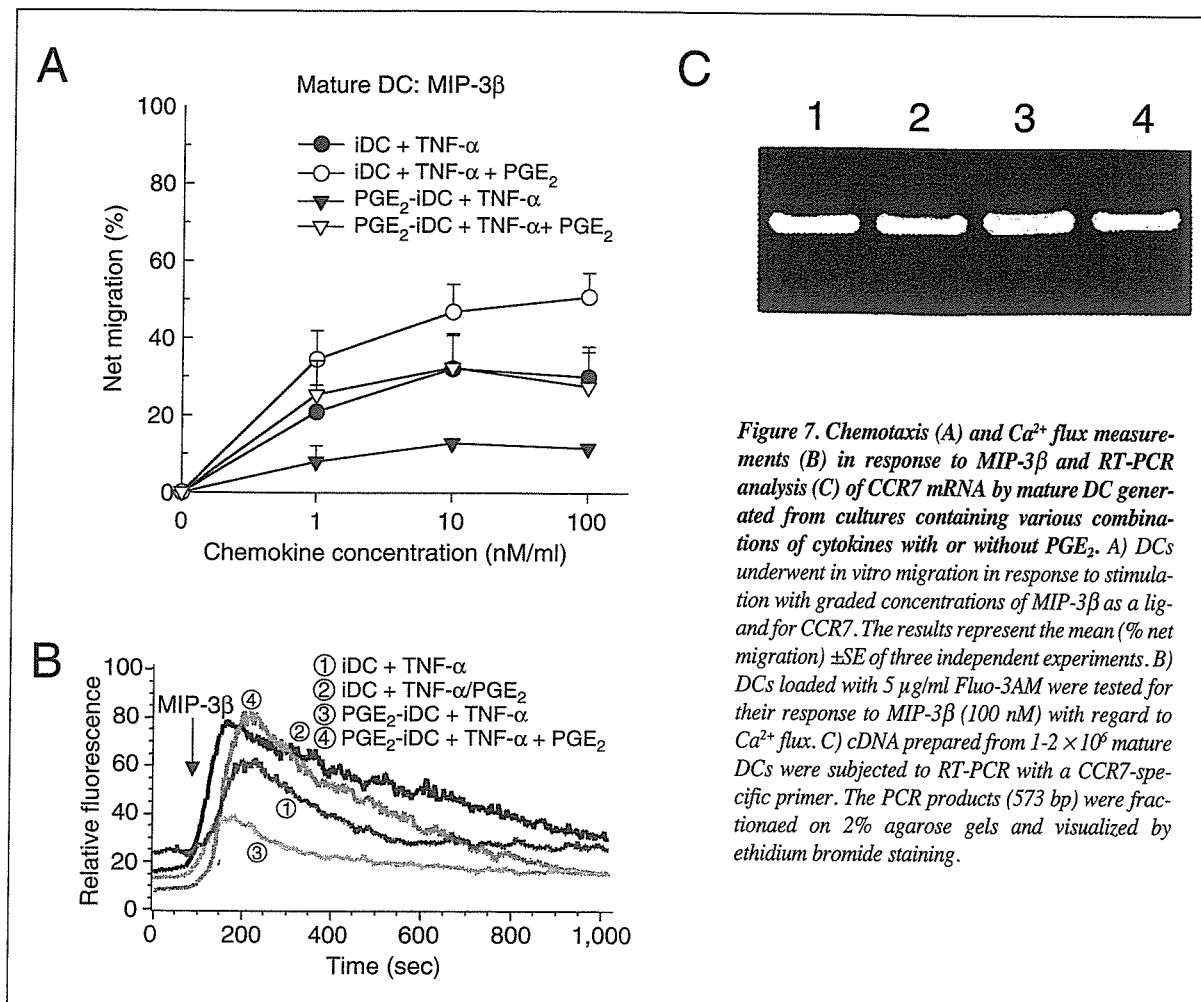 A
Mature DC: MIP-3β
100
80
60
40
20
0
Net migration (%)
iDC + TNF-α
iDC + TNF-α + PGE₂
PGE₂-iDC + TNF-α
PGE₂-iDC + TNF-α+ PGE₂
0 1 10 100
Chemokine concentration (nM/ml)
B
100
80
60
40
20
0
Relative fluorescence
MIP-3β
① iDC + TNF-α
② iDC + TNF-α/PGE₂
③ PGE₂-iDC + TNF-α
④ PGE₂-iDC + TNF-α + PGE₂
④
②
①
③
0 200 400 600 800 1,000
Time (sec)
C
1 2 3 4
Figure 7. Chemotaxis (A) and Ca²⁺ flux measure-
ments (B) in response to MIP-3β and RT-PCR
analysis (C) of CCR7 mRNA by mature DC gener-
ated from cultures containing various combina-
tions of cytokines with or without PGE₂. A) DCs
underwent in vitro migration in response to stimula-
tion with graded concentrations of MIP-3β as a lig-
and for CCR7. The results represent the mean (% net
migration) ±SE of three independent experiments. B)
DCs loaded with 5 μg/ml Fluo-3AM were tested for
their response to MIP-3β (100 nM) with regard to
Ca²⁺ flux. C) cDNA prepared from 1-2 × 10⁶ mature
DCs were subjected to RT-PCR with a CCR7-spe-
cific primer. The PCR products (573 bp) were frac-
tionaed on 2% agarose gels and visualized by
ethidium bromide staining.